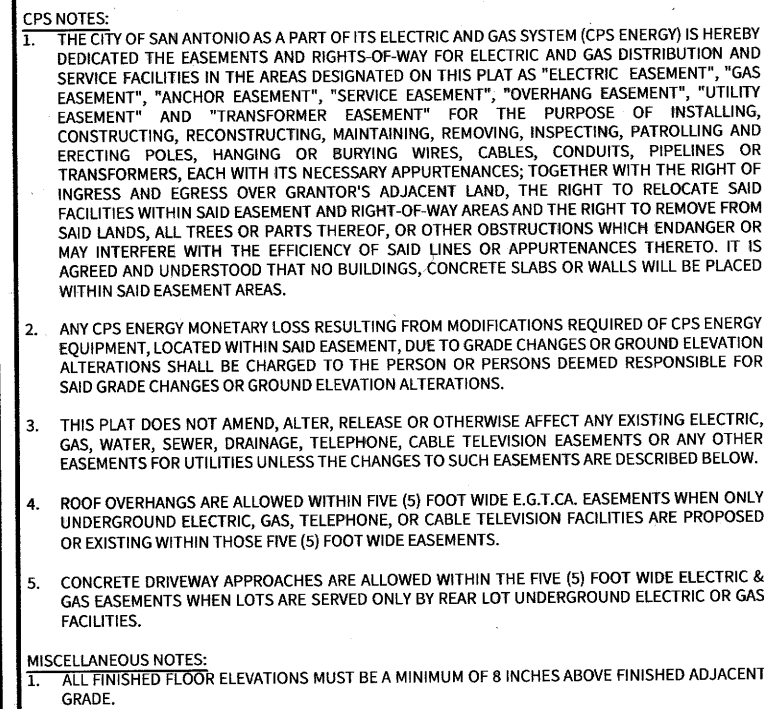 CPS NOTES:
1. THE CITY OF SAN ANTONIO AS A PART OF ITS ELECTRIC AND GAS SYSTEM (CPS ENERGY) IS HEREBY
DEDICATED THE EASEMENTS AND RIGHTS-OF-WAY FOR ELECTRIC AND GAS DISTRIBUTION AND
SERVICE FACILITIES IN THE AREAS DESIGNATED ON THIS PLAT AS "ELECTRIC EASEMENT", "GAS
EASEMENT", "ANCHOR EASEMENT", "SERVICE EASEMENT", "OVERHANG EASEMENT", "UTILITY
EASEMENT" AND "TRANSFORMER EASEMENT" FOR THE PURPOSE OF INSTALLING,
CONSTRUCTING, RECONSTRUCTING, MAINTAINING, REMOVING, INSPECTING, PATROLLING AND
ERECTING POLES, HANGING OR BURYING WIRES, CABLES, CONDUITS, PIPELINES OR
TRANSFORMERS, EACH WITH ITS NECESSARY APPURTENANCES; TOGETHER WITH THE RIGHT OF
INGRESS AND EGRESS OVER GRANTOR'S ADJACENT LAND, THE RIGHT TO RELOCATE SAID
FACILITIES WITHIN SAID EASEMENT AND RIGHT-OF-WAY AREAS AND THE RIGHT TO REMOVE FROM
SAID LANDS, ALL TREES OR PARTS THEREOF, OR OTHER OBSTRUCTIONS WHICH ENDANGER OR
MAY INTERFERE WITH THE EFFICIENCY OF SAID LINES OR APPURTENANCES THERETO. IT IS
AGREED AND UNDERSTOOD THAT NO BUILDINGS, CONCRETE SLABS OR WALLS WILL BE PLACED
WITHIN SAID EASEMENT AREAS.
2. ANY CPS ENERGY MONETARY LOSS RESULTING FROM MODIFICATIONS REQUIRED OF CPS ENERGY
EQUIPMENT, LOCATED WITHIN SAID EASEMENT, DUE TO GRADE CHANGES OR GROUND ELEVATION
ALTERATIONS SHALL BE CHARGED TO THE PERSON OR PERSONS DEEMED RESPONSIBLE FOR
SAID GRADE CHANGES OR GROUND ELEVATION ALTERATIONS.
3. THIS PLAT DOES NOT AMEND, ALTER, RELEASE OR OTHERWISE AFFECT ANY EXISTING ELECTRIC,
GAS, WATER, SEWER, DRAINAGE, TELEPHONE, CABLE TELEVISION EASEMENTS OR ANY OTHER
EASEMENTS FOR UTILITIES UNLESS THE CHANGES TO SUCH EASEMENTS ARE DESCRIBED BELOW.
4. ROOF OVERHANGS ARE ALLOWED WITHIN FIVE (5) FOOT WIDE E.G.T.CA. EASEMENTS WHEN ONLY
UNDERGROUND ELECTRIC, GAS, TELEPHONE, OR CABLE TELEVISION FACILITIES ARE PROPOSED
OR EXISTING WITHIN THOSE FIVE (5) FOOT WIDE EASEMENTS.
5. CONCRETE DRIVEWAY APPROACHES ARE ALLOWED WITHIN THE FIVE (5) FOOT WIDE ELECTRIC &
GAS EASEMENTS WHEN LOTS ARE SERVED ONLY BY REAR LOT UNDERGROUND ELECTRIC OR GAS
FACILITIES.
MISCELLANEOUS NOTES:
1. ALL FINISHED FLOOR ELEVATIONS MUST BE A MINIMUM OF 8 INCHES ABOVE FINISHED ADJACENT
GRADE.